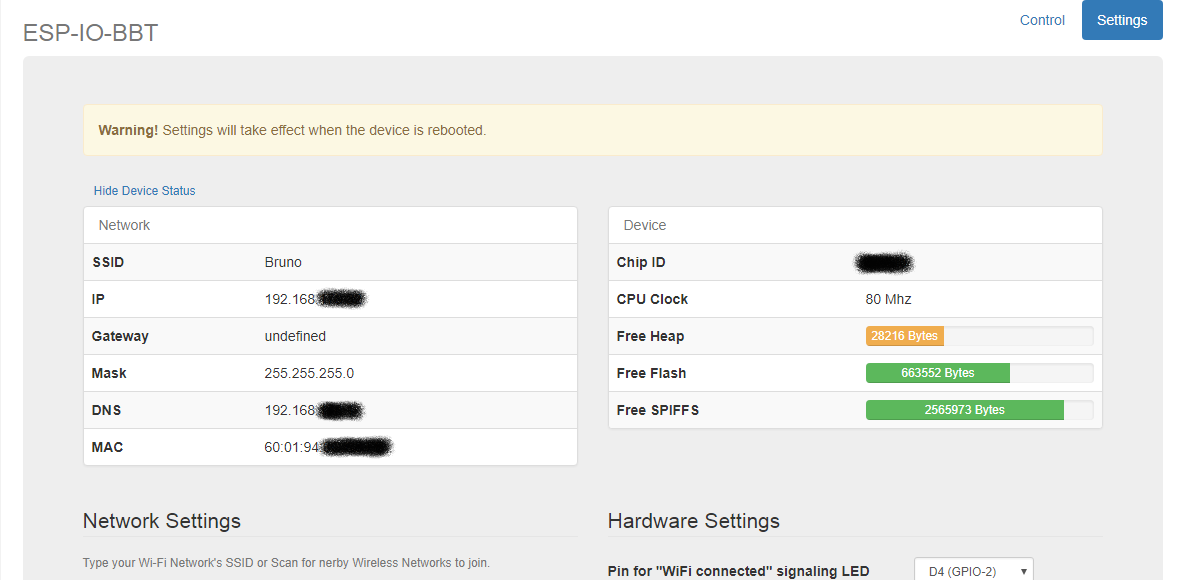 ESP-IO-BBT
Control
Settings
Warning! Settings will take effect when the device is rebooted.
Hide Device Status
Network
SSID Bruno
IP 192.168
Gateway undefined
Mask 255.255.255.0
DNS 192.168
MAC 60:01:94
Device
Chip ID
CPU Clock 80 Mhz
Free Heap 28216 Bytes
Free Flash 663552 Bytes
Free SPIFFS 2565973 Bytes
Network Settings
Type your Wi-Fi Network's SSID or Scan for nerby Wireless Networks to join.
Hardware Settings
Pin for "WiFi connected" signaling LED D4 (GPIO-2)